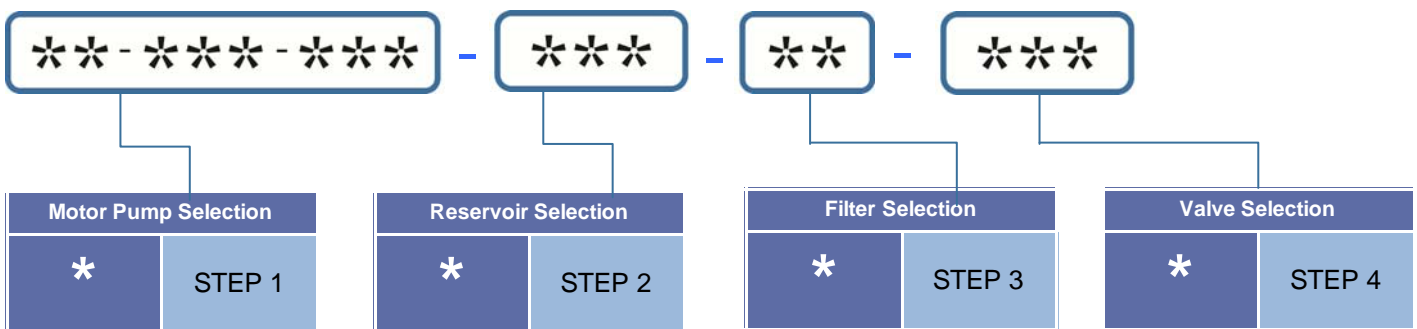 **-***-*** - *** - ** - ***
Motor Pump Selection Reservoir Selection Filter Selection Valve Selection
* STEP 1 * STEP 2 * STEP 3 * STEP 4